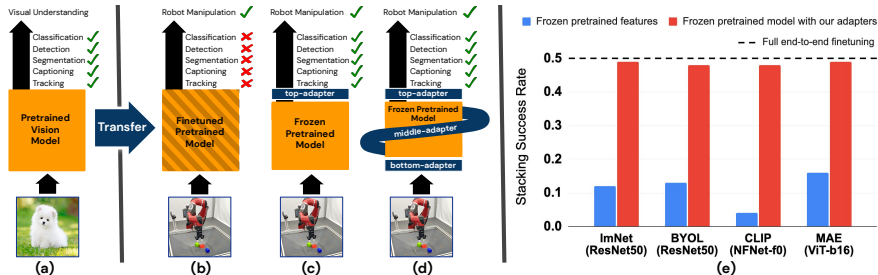 Visual Understanding
Classification
Detection
Segmentation
Captioning
Tracking
Pretrained
Vision
Model
(a)
Transfer
Robot Manipulation
Classification
Detection
Segmentation
Captioning
Tracking
Finetuned
Pretrained
Model
(b)
Robot Manipulation
Classification
Detection
Segmentation
Captioning
Tracking
top-adapter
Frozen
Pretrained
Model
(c)
Robot Manipulation
Classification
Detection
Segmentation
Captioning
Tracking
top-adapter
Frozen Pretrained
Model
middle-adapter
bottom-adapter
(d)
Frozen pretrained features
Frozen pretrained model with our adapters
Full end-to-end finetuning
Stacking Success Rate
0.5
0.4
0.3
0.2
0.1
0.0
ImNet
(ResNet50)
BYOL
(ResNet50)
CLIP
(NFNet-f0)
MAE
(ViT-b16)
(e)